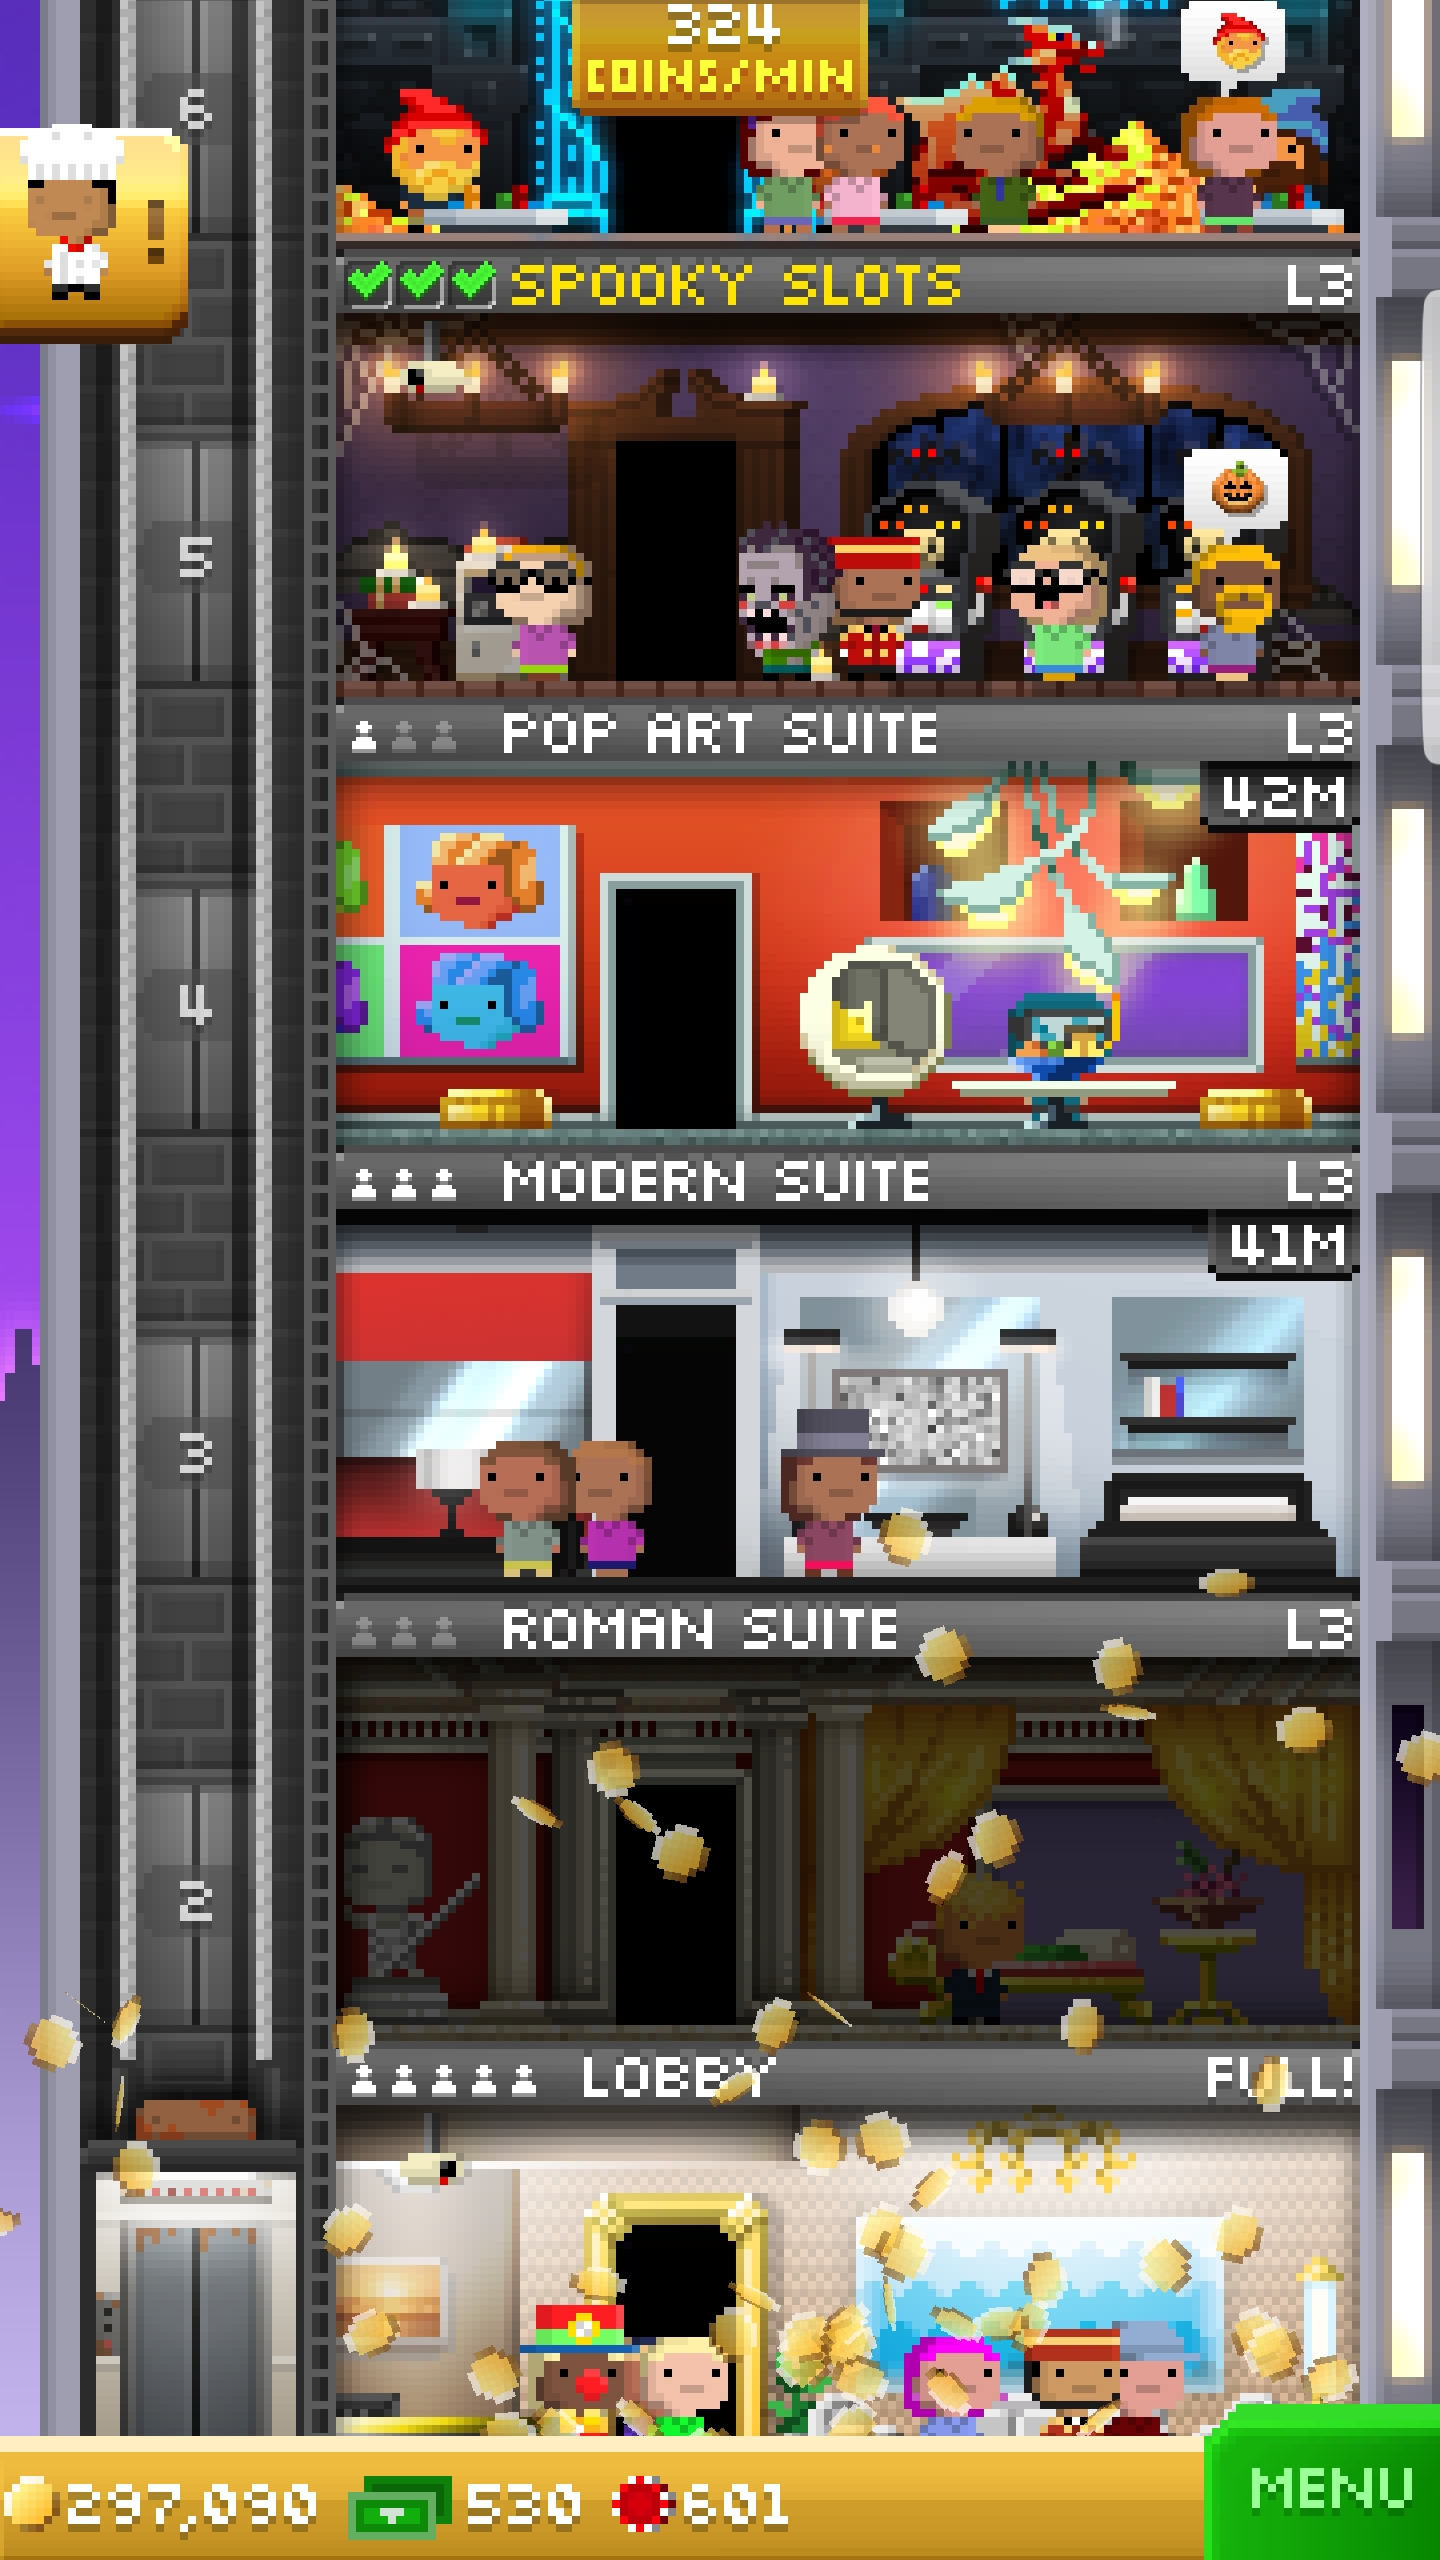 324
COINS/MIN
6
!
SPOOKY SLOTS L3
5
POP ART SUITE L3
42M
4
MODERN SUITE L3
41M
3
ROMAN SUITE L3
2
LOBBY FULL!
297,090 530 601
MENU